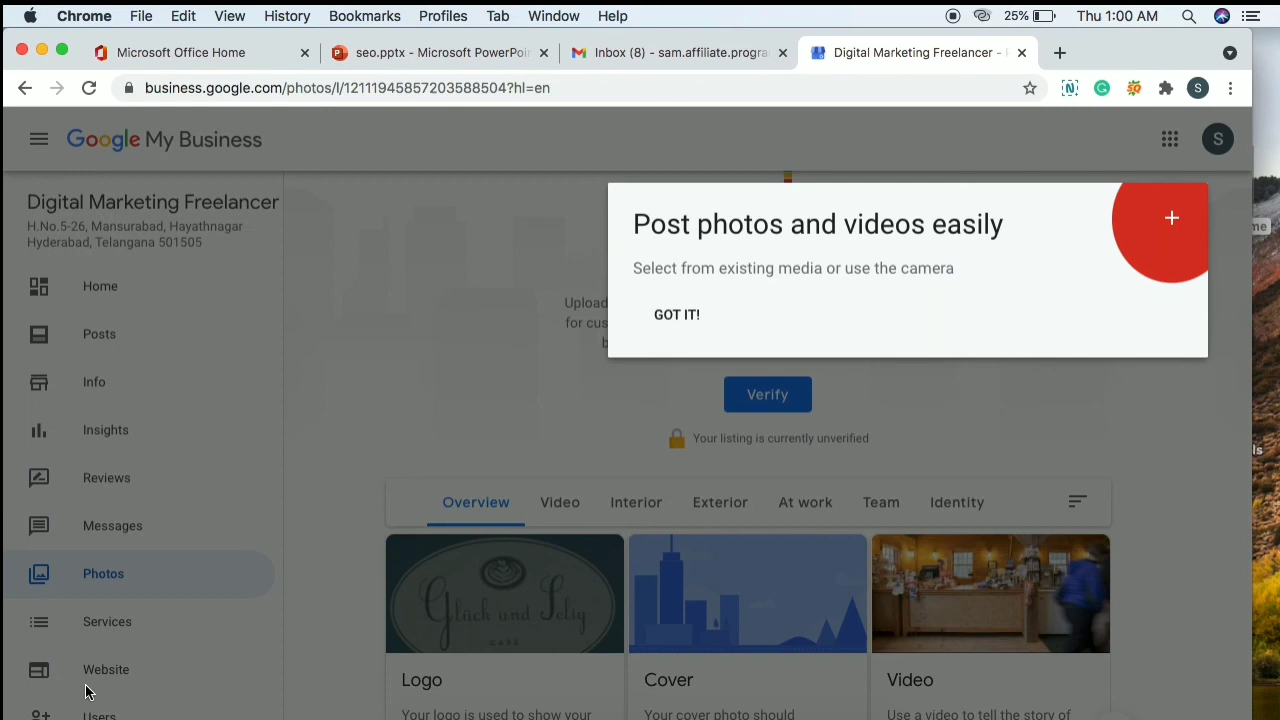 Chrome File Edit View History Bookmarks Profiles Tab Window Help 25% Thu 1:00 AM
Microsoft Office Home seo.pptx - Microsoft PowerPoi Inbox (8) - sam.affiliate.progra Digital Marketing Freelancer -
business.google.com/photos/l/12111945857203588504?hl=en S
Google My Business S
Digital Marketing Freelancer
H.No.5-26, Mansurabad, Hayathnagar
Hyderabad, Telangana 501505
Home
Posts
Info
Insights
Reviews
Messages
Photos
Services
Website
Users
Post photos and videos easily
Select from existing media or use the camera
GOT IT!
Upload
for cus
b
Verify
Your listing is currently unverified
Overview Video Interior Exterior At work Team Identity
Glück und Selig
CAFE
Logo Cover Video
Your logo is used to show your Your cover photo should Use a video to tell the story of
me
ls